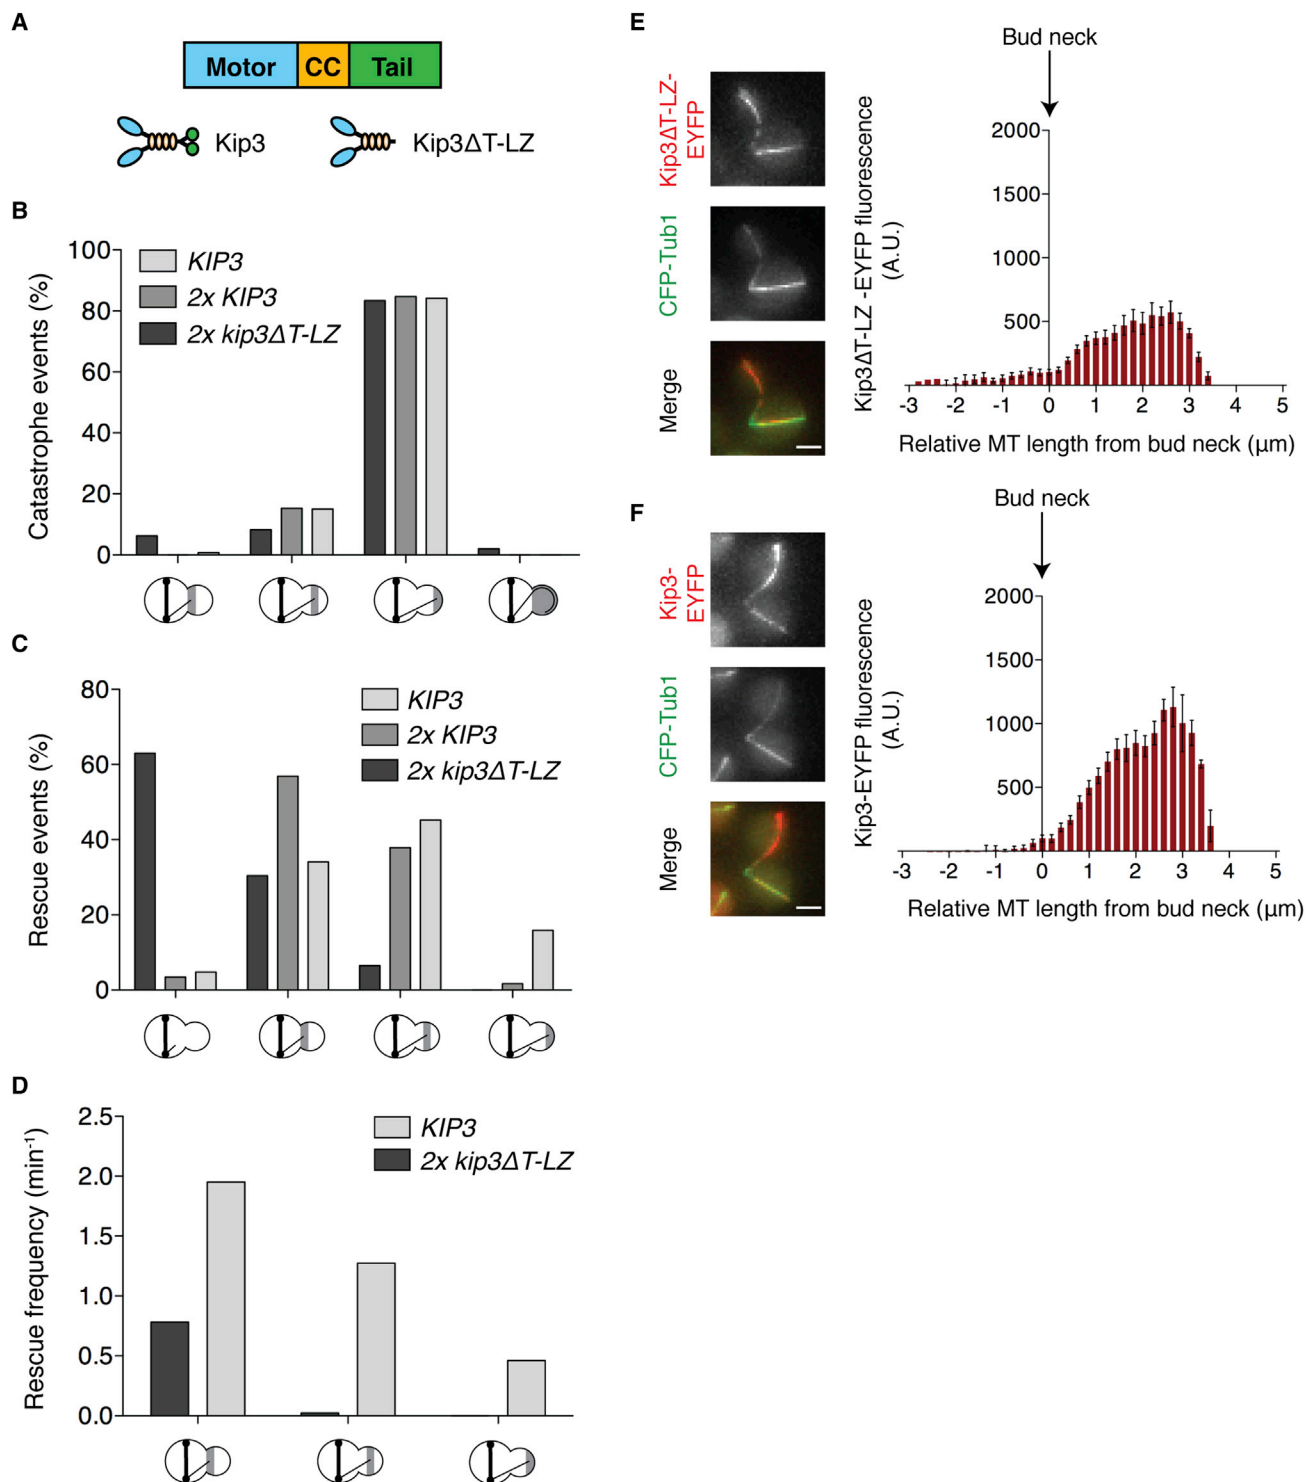 A
Motor CC Tail
Kip3 Kip3ΔT-LZ
B
Catastrophe events (%)
100
80
60
40
20
0
KIP3
2x KIP3
2x kip3ΔT-LZ
C
Rescue events (%)
80
60
40
20
0
KIP3
2x KIP3
2x kip3ΔT-LZ
D
Rescue frequency (min-1)
2.5
2.0
1.5
1.0
0.5
0.0
KIP3
2x kip3ΔT-LZ
E
Kip3ΔT-LZ-
EYFP
CFP-Tub1
Merge
Bud neck
Kip3ΔT-LZ -EYFP fluorescence
(A.U.)
2000
1500
1000
500
-3 -2 -1 0 1 2 3 4 5
Relative MT length from bud neck (µm)
F
Kip3-
EYFP
CFP-Tub1
Merge
Bud neck
Kip3-EYFP fluorescence
(A.U.)
2000
1500
1000
500
-3 -2 -1 0 1 2 3 4 5
Relative MT length from bud neck (µm)